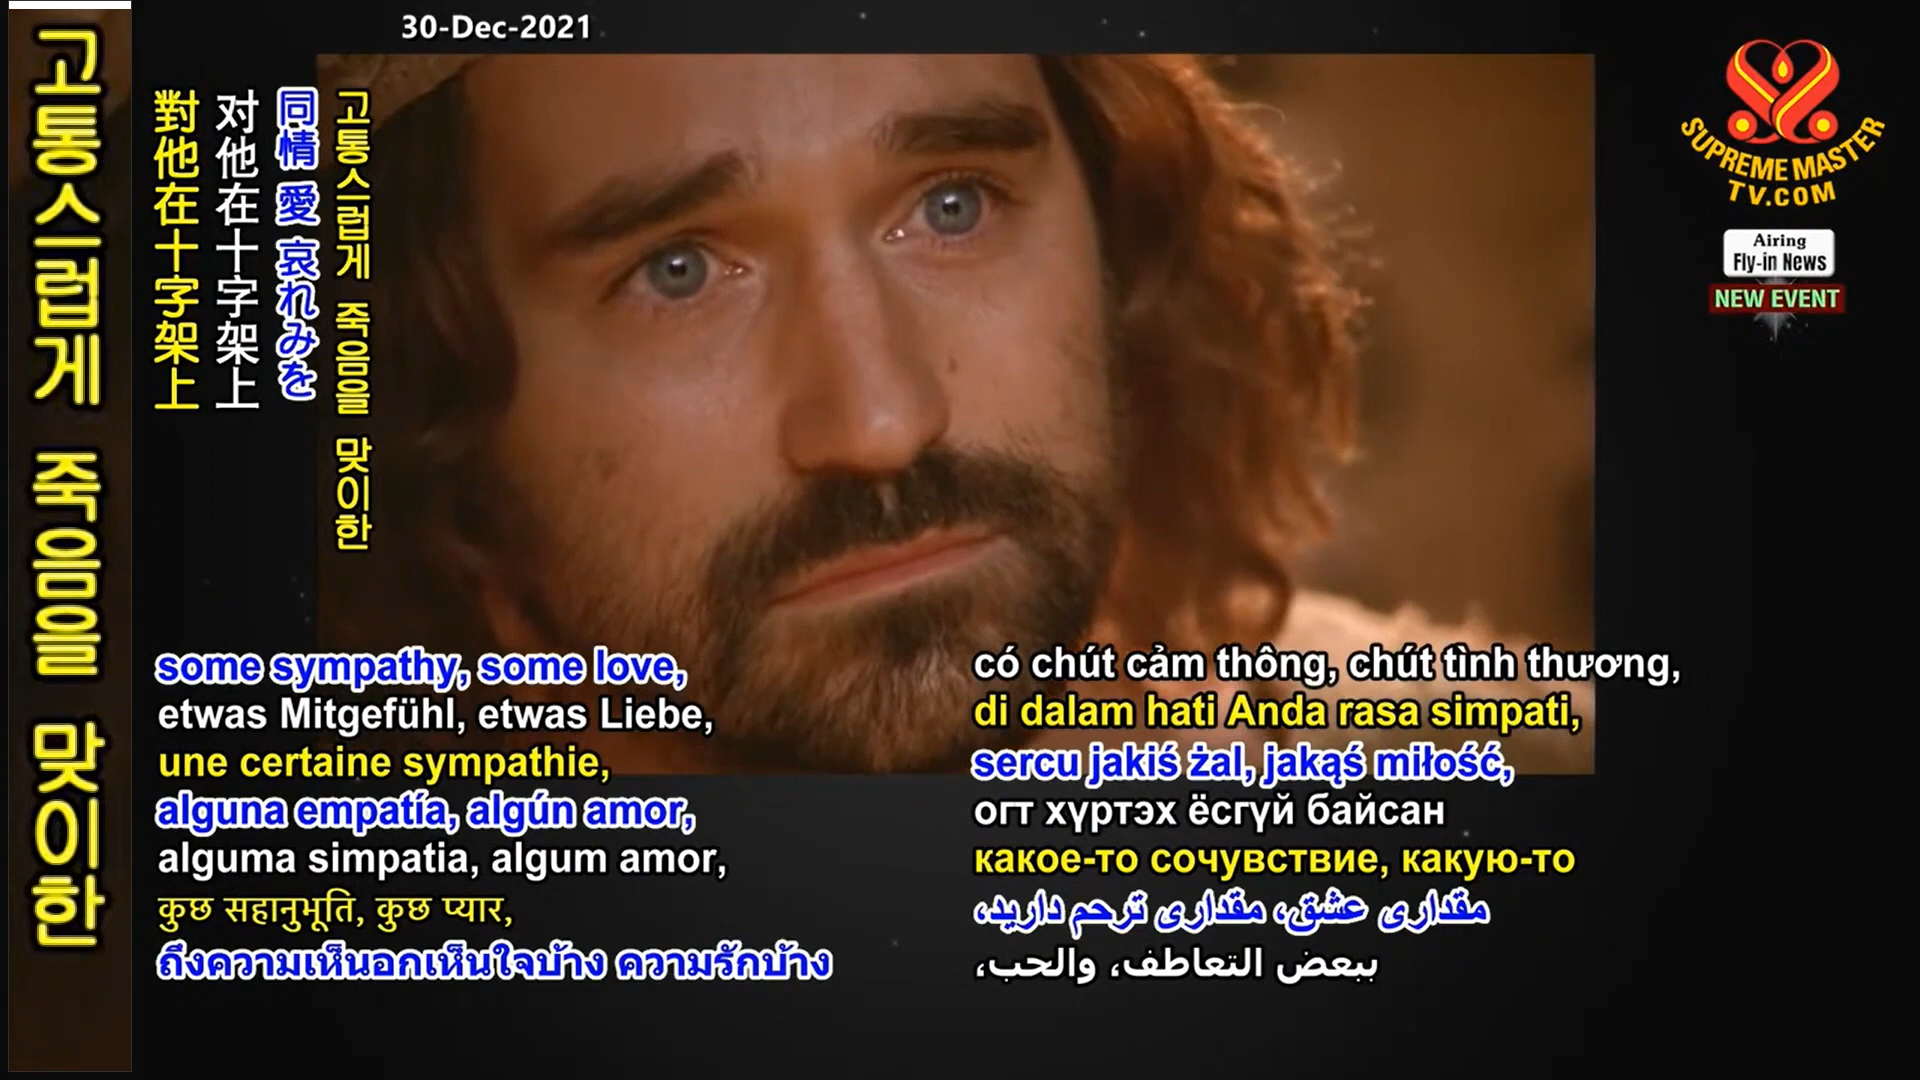 30-Dec-2021
고통스럽게 죽음을 맞이한
對他在十字架上
对他在十字架上
同情 愛 哀れみを
고통스럽게 죽음을 맞이한
SUPREME MASTER
TV.COM
Airing
Fly-in News
NEW EVENT
some sympathy, some love,
etwas Mitgefühl, etwas Liebe,
une certaine sympathie,
alguna empatía, algún amor,
alguma simpatia, algum amor,
कुछ सहानुभूति, कुछ प्यार,
ถึงความเห็นอกเห็นใจบ้าง ความรักบ้าง
có chút cảm thông, chút tình thương,
di dalam hati Anda rasa simpati,
sercu jakiś żal, jakąś miłość,
огт хүртэх ёсгүй байсан
какое-то сочувствие, какую-то
مقداری عشق، مقداری ترحم دارید،
ببعض التعاطف، والحب،